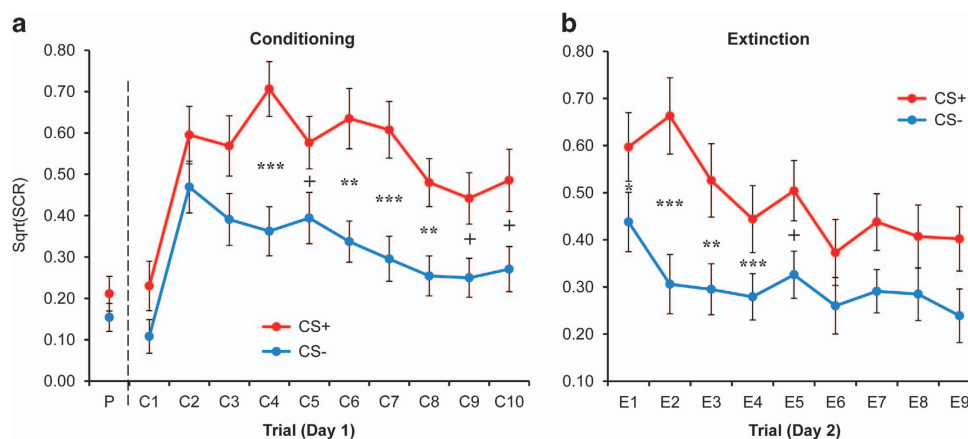 a
Conditioning
0.80
0.70
0.60
0.50
0.40
0.30
0.20
0.10
0.00
Sqrt(SCR)
***
+
**
***
**
+
+
CS+
CS-
P C1 C2 C3 C4 C5 C6 C7 C8 C9 C10
Trial (Day 1)
b
Extinction
0.80
0.70
0.60
0.50
0.40
0.30
0.20
0.10
CS+
CS-
*
***
**
***
+
E1 E2 E3 E4 E5 E6 E7 E8 E9
Trial (Day 2)